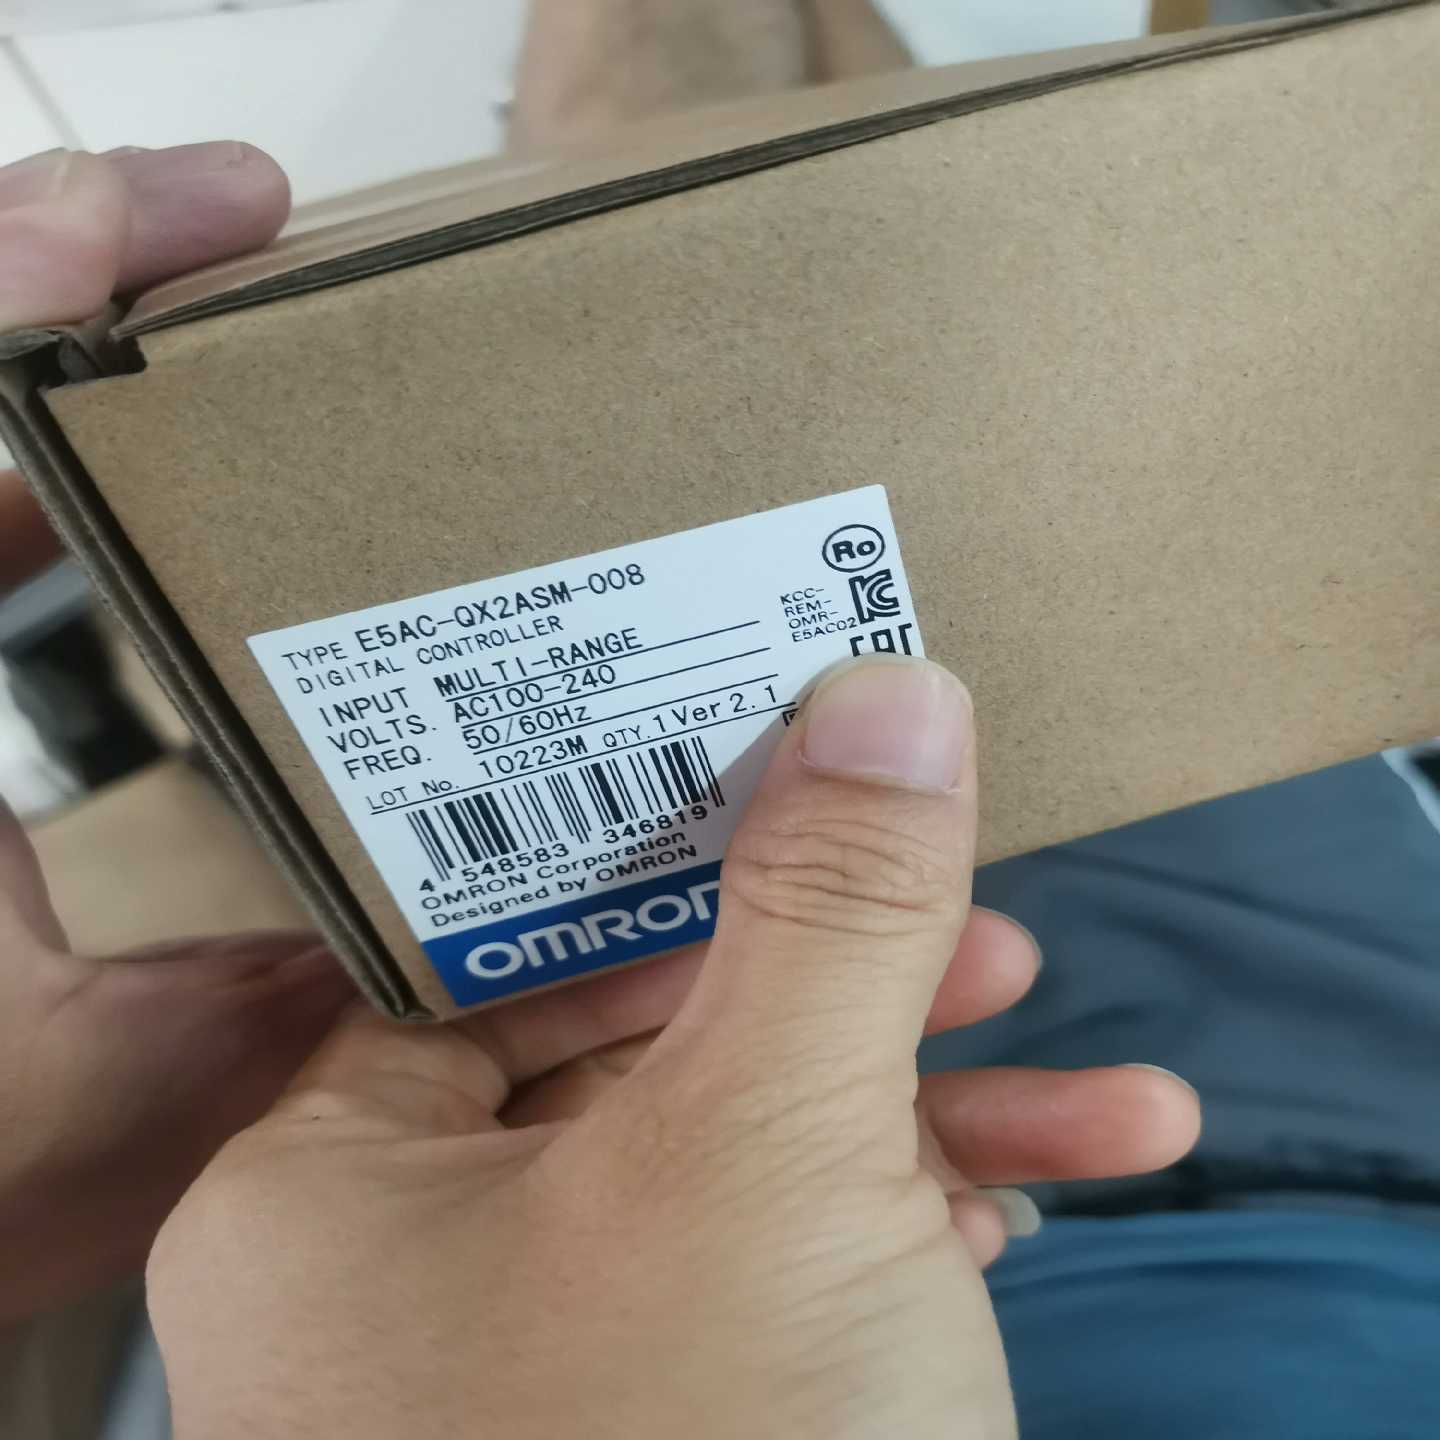 TYPE E5AC-QX2ASM-008
DIGITAL CONTROLLER
INPUT MULTI-RANGE
VOLTS. AC100-240
FREQ. 50/60Hz
LOT No. 10223M QTY.1 Ver 2.1
4 548583 346819
OMRON Corporation
Designed by OMRON
OMRON
Ro
KCC-
REM-
OMR-
E5AC02
EAC